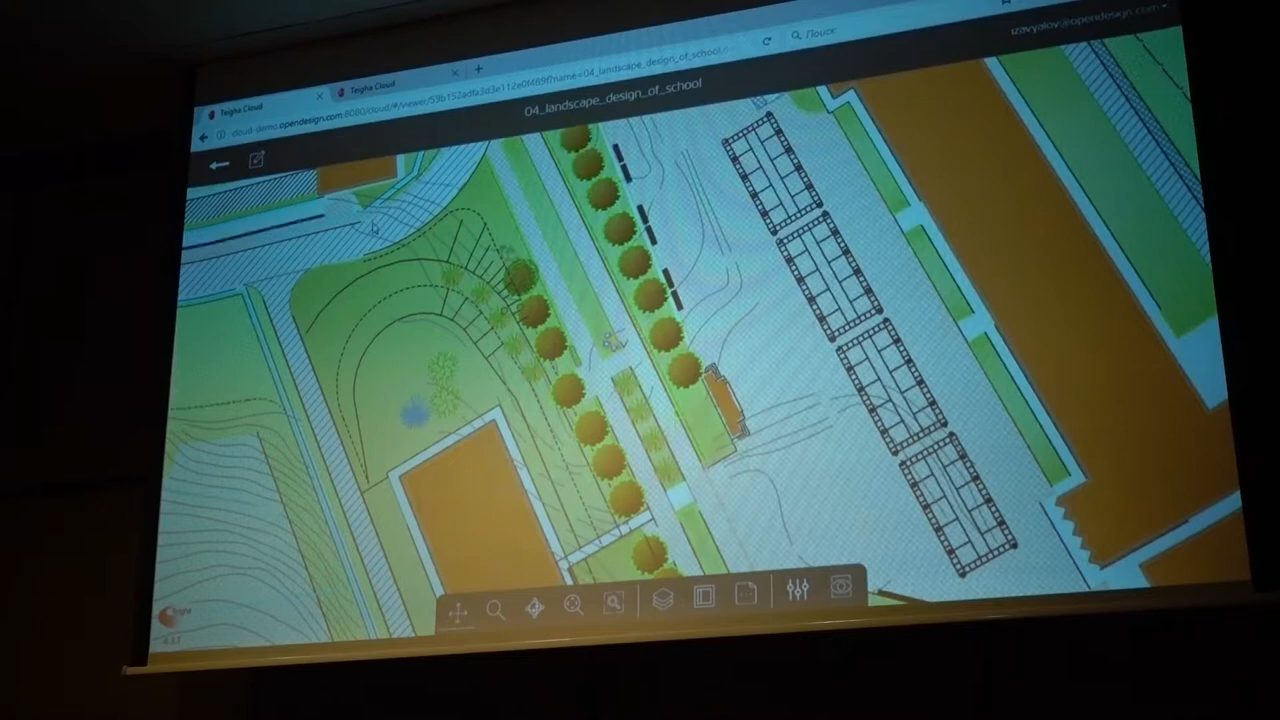 Teigha Cloud
Teigha Cloud
cloud-demo.opendesign.com:8080/cloud/#/viewer/59b152adfa3d3e112e0f489f?name=04_landscape_design_of_school
Поиск
04_landscape_design_of_school
izavyalov@opendesign.com
Teigha